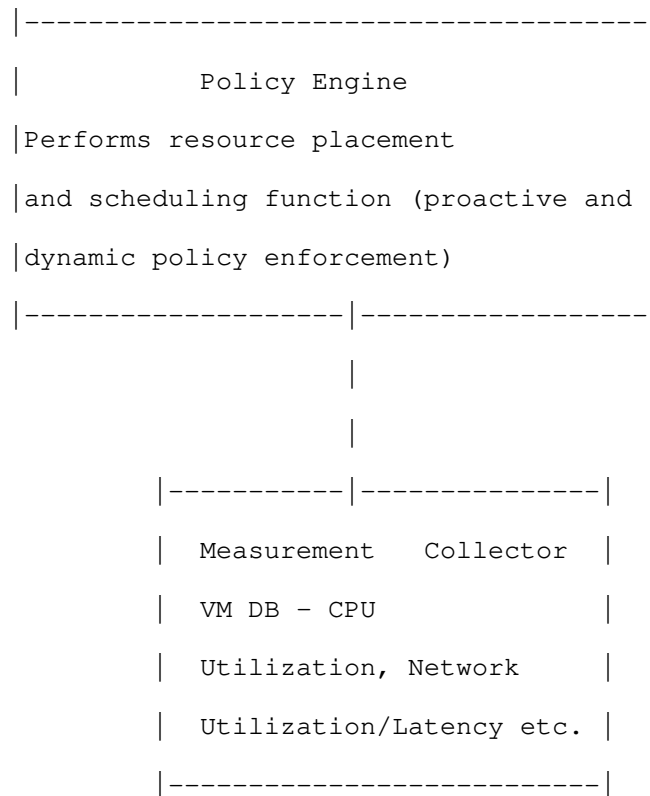 Policy Engine
Performs resource placement
and scheduling function (proactive and
dynamic policy enforcement)
Measurement Collector
VM DB - CPU
Utilization, Network
Utilization/Latency etc.